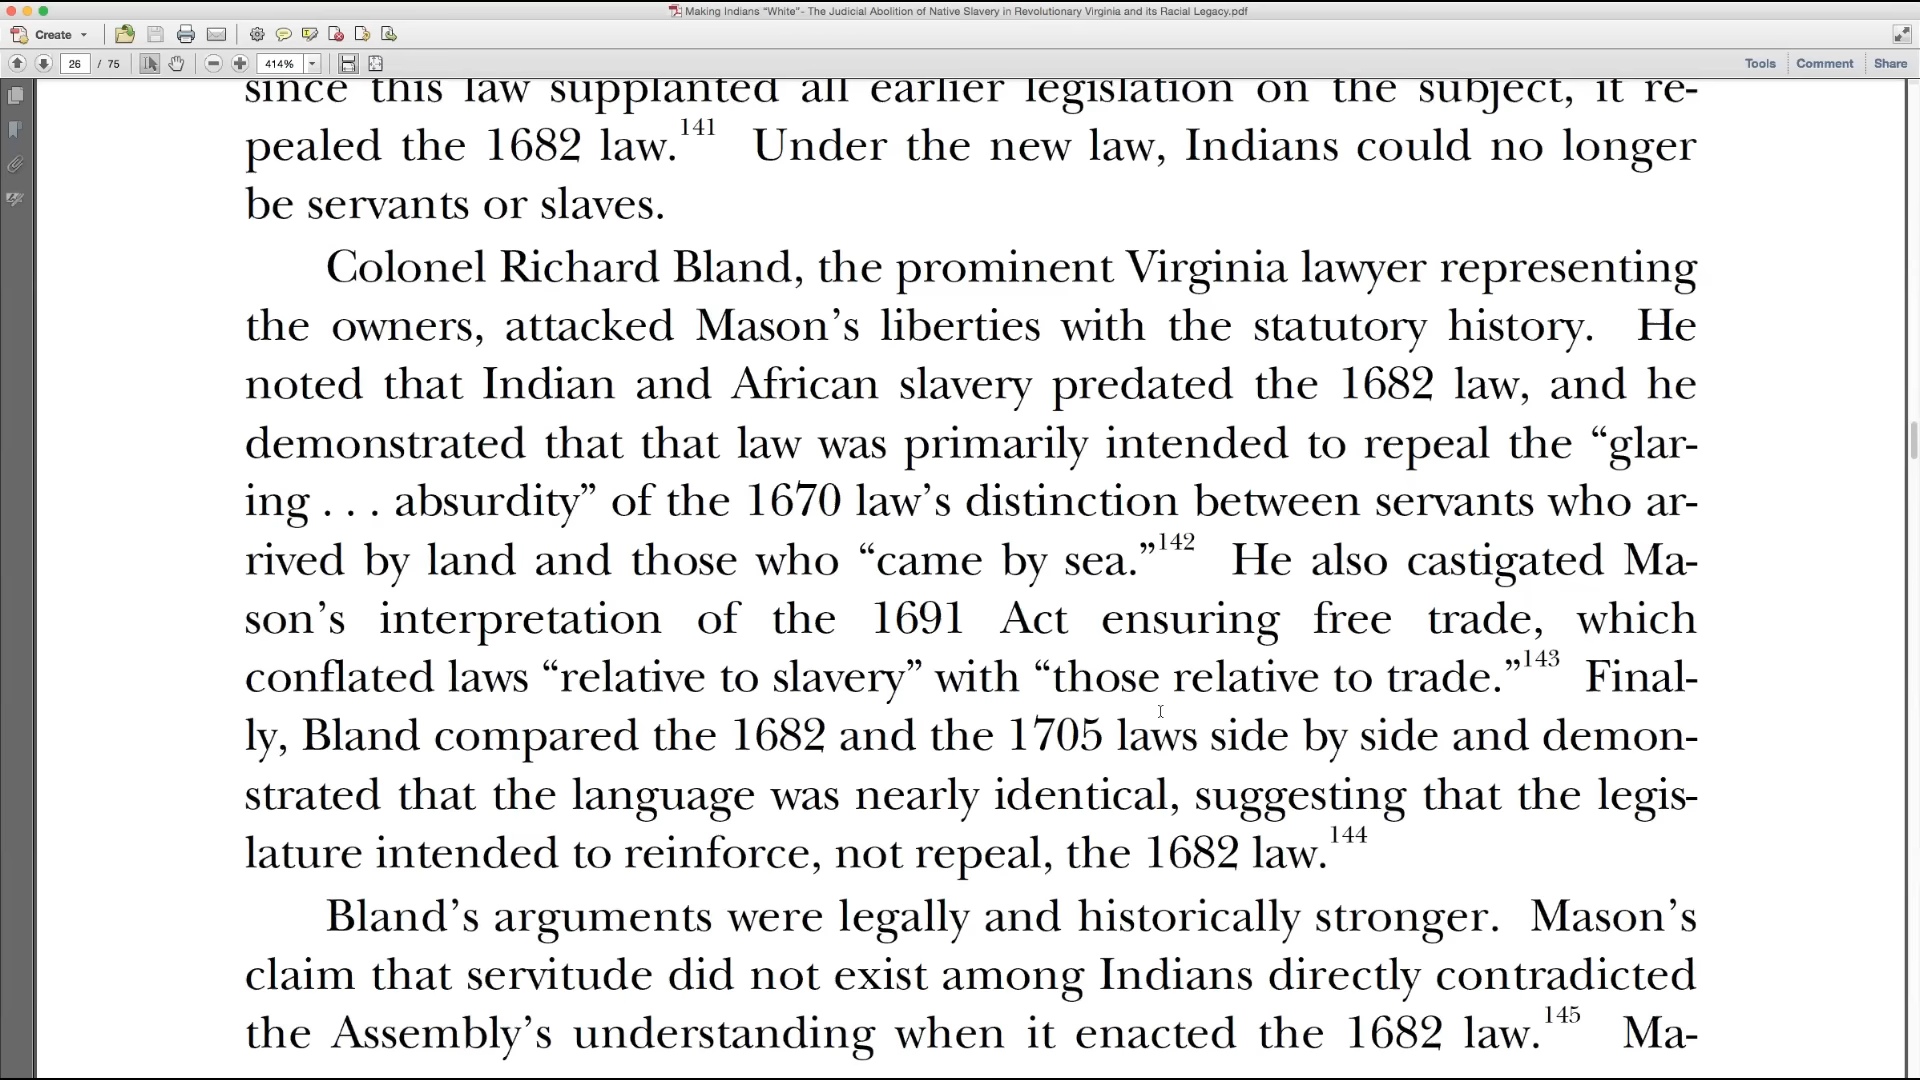 Making Indians “White”- The Judicial Abolition of Native Slavery in Revolutionary Virginia and its Racial Legacy.pdf
Create
26 / 75
414%
Tools Comment Share
since this law supplanted all earlier legislation on the subject, it re-
pealed the 1682 law.141 Under the new law, Indians could no longer
be servants or slaves.
Colonel Richard Bland, the prominent Virginia lawyer representing
the owners, attacked Mason’s liberties with the statutory history. He
noted that Indian and African slavery predated the 1682 law, and he
demonstrated that that law was primarily intended to repeal the “glar-
ing . . . absurdity” of the 1670 law’s distinction between servants who ar-
rived by land and those who “came by sea.”142 He also castigated Ma-
son’s interpretation of the 1691 Act ensuring free trade, which
conflated laws “relative to slavery” with “those relative to trade.”143 Final-
ly, Bland compared the 1682 and the 1705 laws side by side and demon-
strated that the language was nearly identical, suggesting that the legis-
lature intended to reinforce, not repeal, the 1682 law.144
Bland’s arguments were legally and historically stronger. Mason’s
claim that servitude did not exist among Indians directly contradicted
the Assembly’s understanding when it enacted the 1682 law.145 Ma-